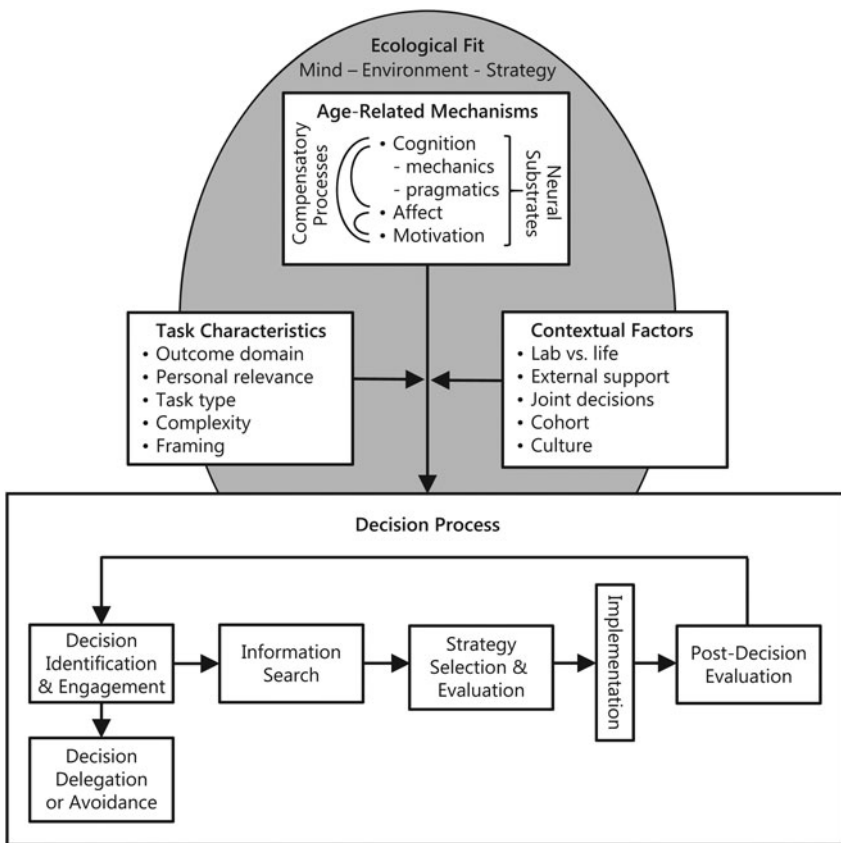 Ecological Fit
Mind – Environment - Strategy
Age-Related Mechanisms
Compensatory
Processes
• Cognition
- mechanics
- pragmatics
• Affect
• Motivation
Neural
Substrates
Task Characteristics
• Outcome domain
• Personal relevance
• Task type
• Complexity
• Framing
Contextual Factors
• Lab vs. life
• External support
• Joint decisions
• Cohort
• Culture
Decision Process
Decision
Identification
& Engagement
Information
Search
Strategy
Selection &
Evaluation
Implementation
Post-Decision
Evaluation
Decision
Delegation
or Avoidance